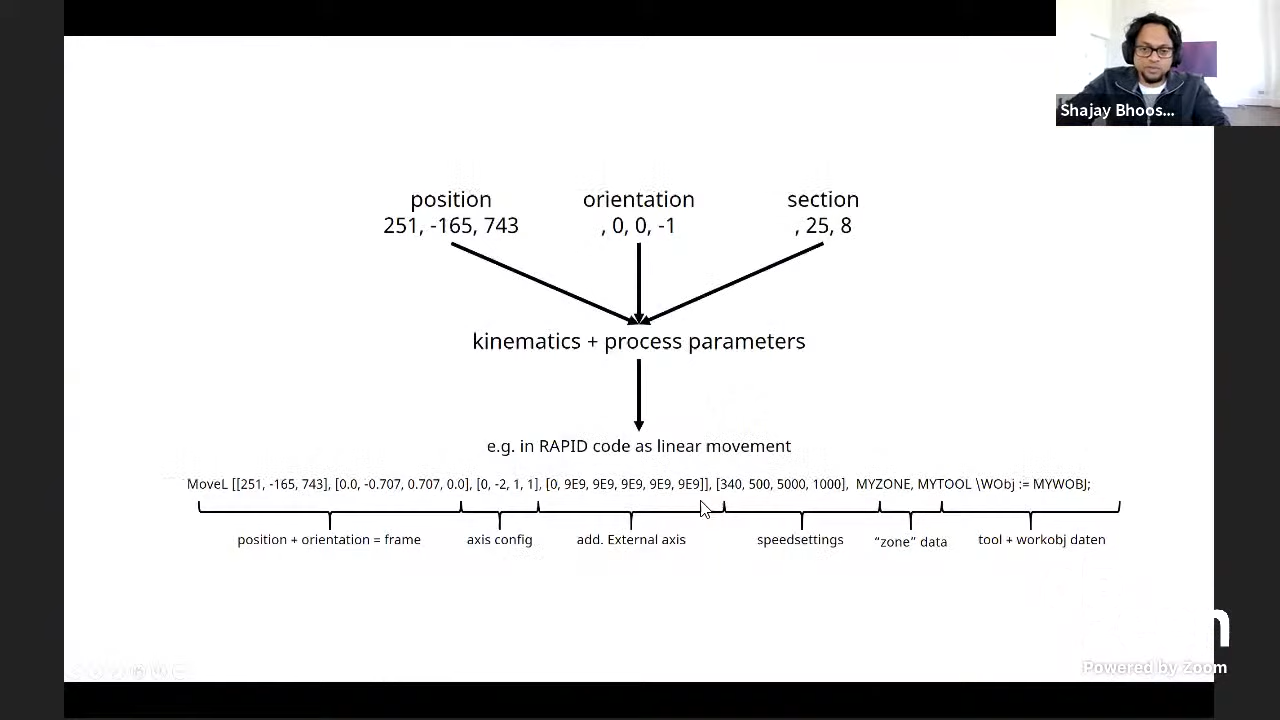 Shajay Bhoos...
position
251, -165, 743
orientation
, 0, 0, -1
section
, 25, 8
kinematics + process parameters
e.g. in RAPID code as linear movement
MoveL [[251, -165, 743], [0.0, -0.707, 0.707, 0.0], [0, -2, 1, 1], [0, 9E9, 9E9, 9E9, 9E9, 9E9]], [340, 500, 5000, 1000], MYZONE, MYTOOL \WObj := MYWOBJ;
position + orientation = frame
axis config
add. External axis
speedsettings
“zone” data
tool + workobj daten
Powered by Zoom